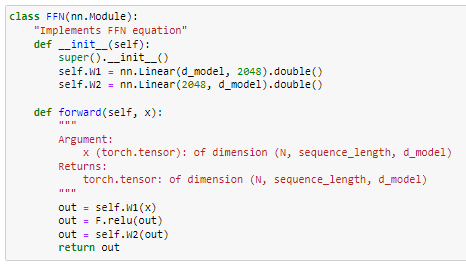 class FFN(nn.Module):
    "Implements FFN equation"
    def __init__(self):
        super().__init__()
        self.W1 = nn.Linear(d_model, 2048).double()
        self.W2 = nn.Linear(2048, d_model).double()

    def forward(self, x):
        """
        Argument:
            x (torch.tensor): of dimension (N, sequence_length, d_model)
        Returns:
            torch.tensor: of dimension (N, sequence_length, d_model)
        """
        out = self.W1(x)
        out = F.relu(out)
        out = self.W2(out)
        return out